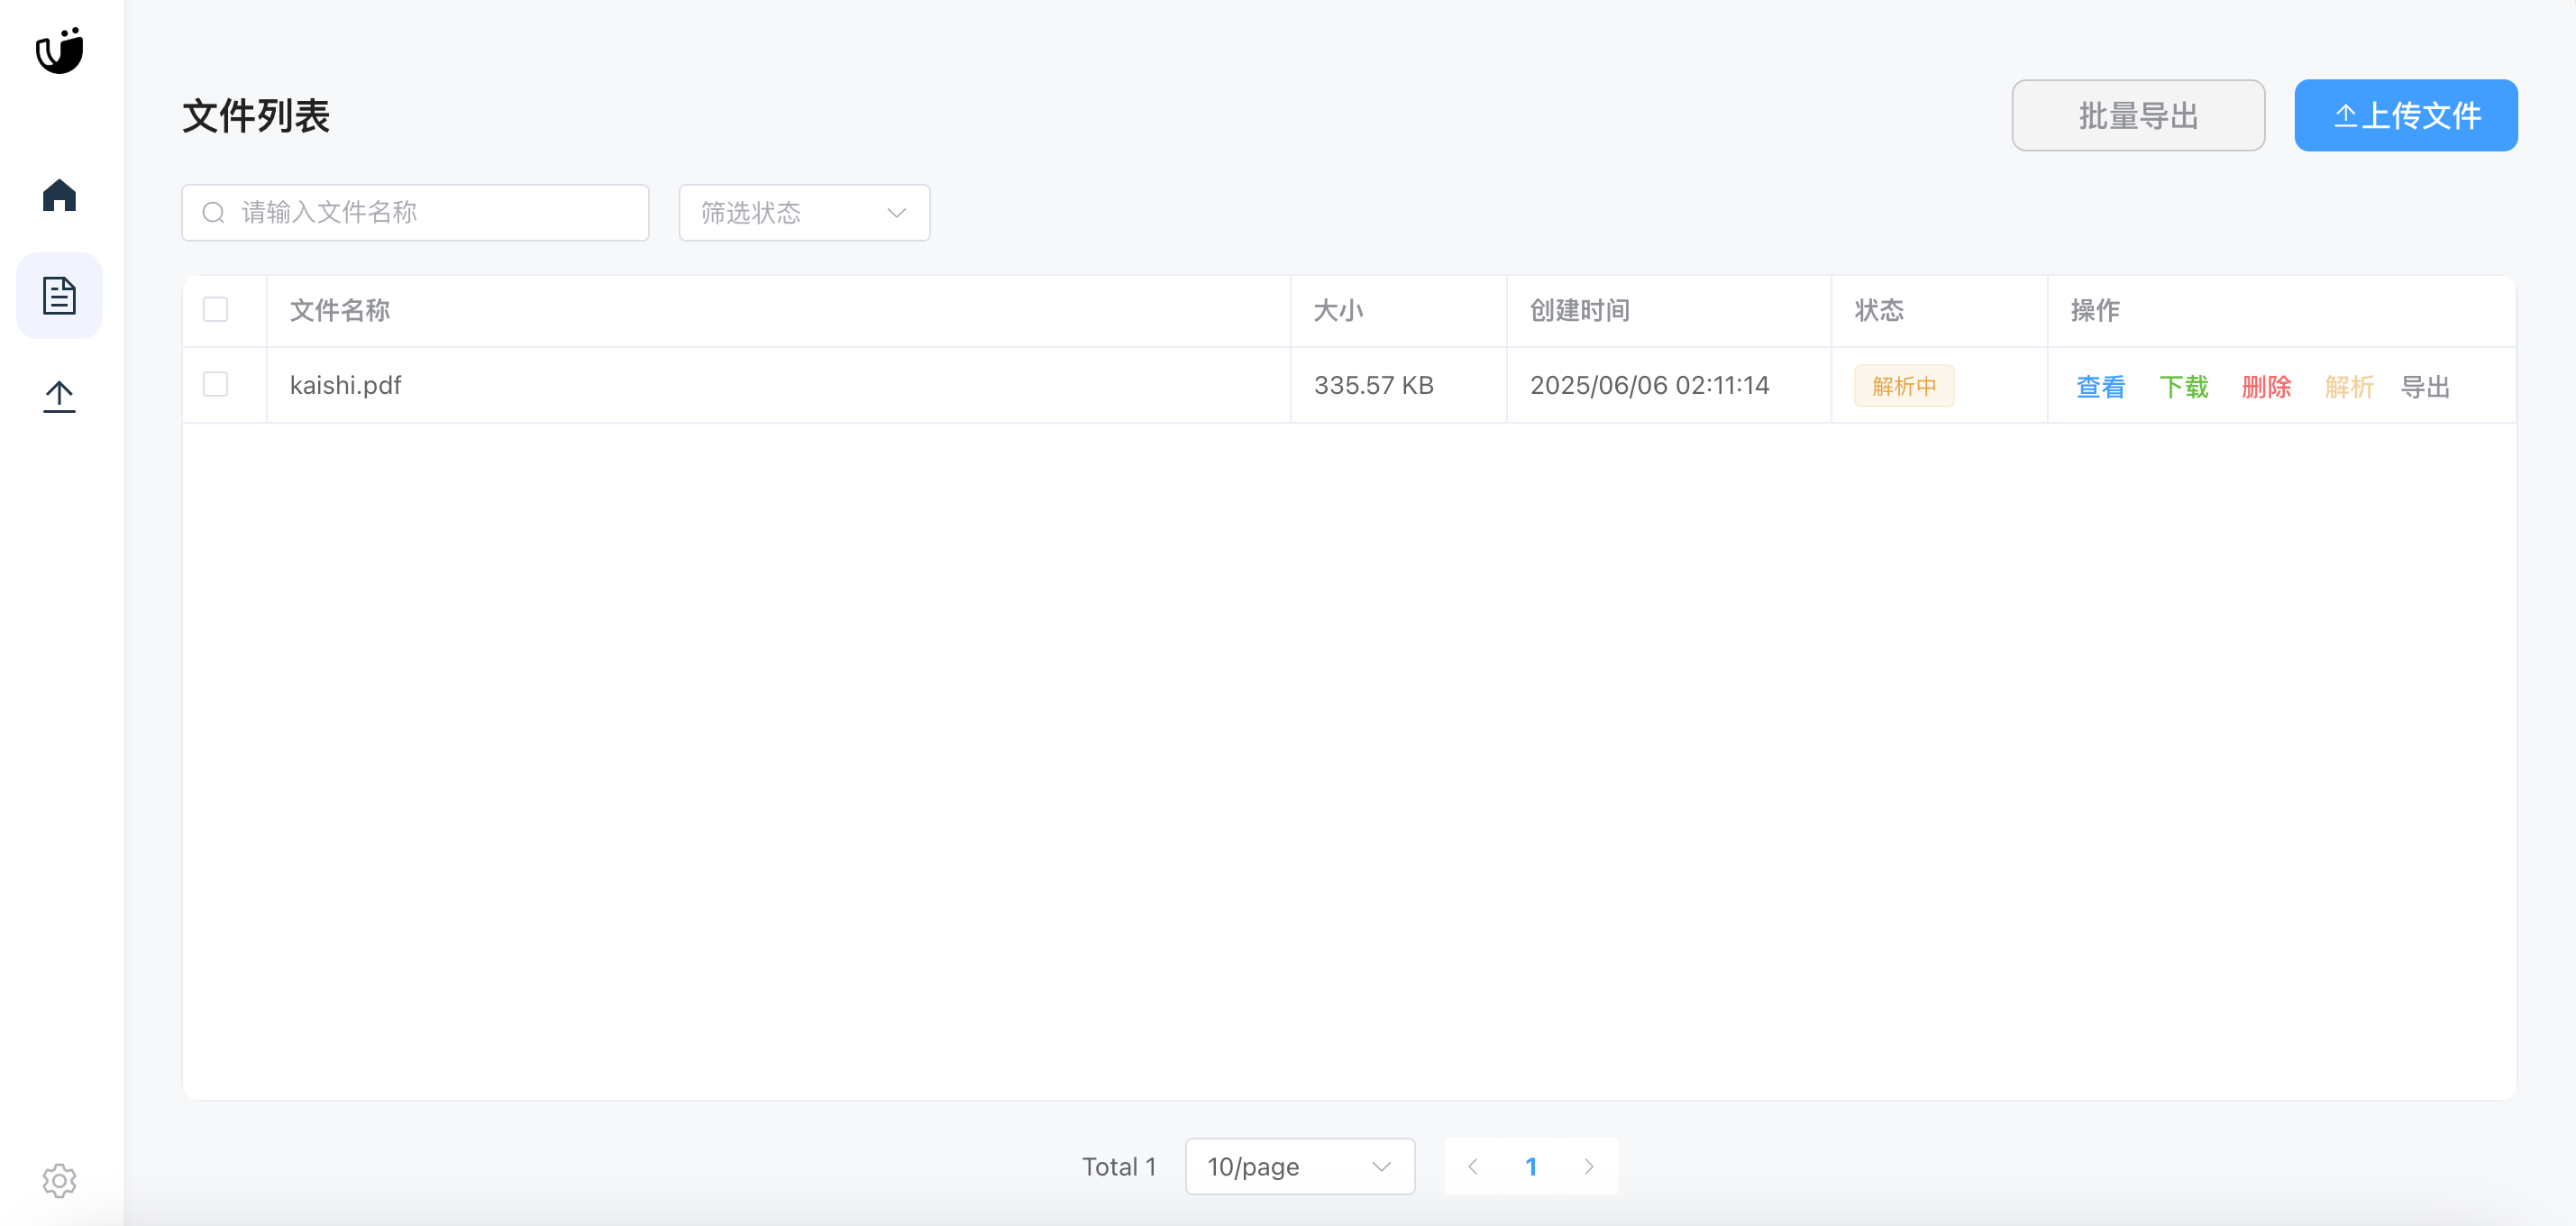 文件列表
批量导出 上传文件
请输入文件名称 筛选状态
文件名称 大小 创建时间 状态 操作
kaishi.pdf 335.57 KB 2025/06/06 02:11:14 解析中 查看 下载 删除 解析 导出
Total 1 10/page 1